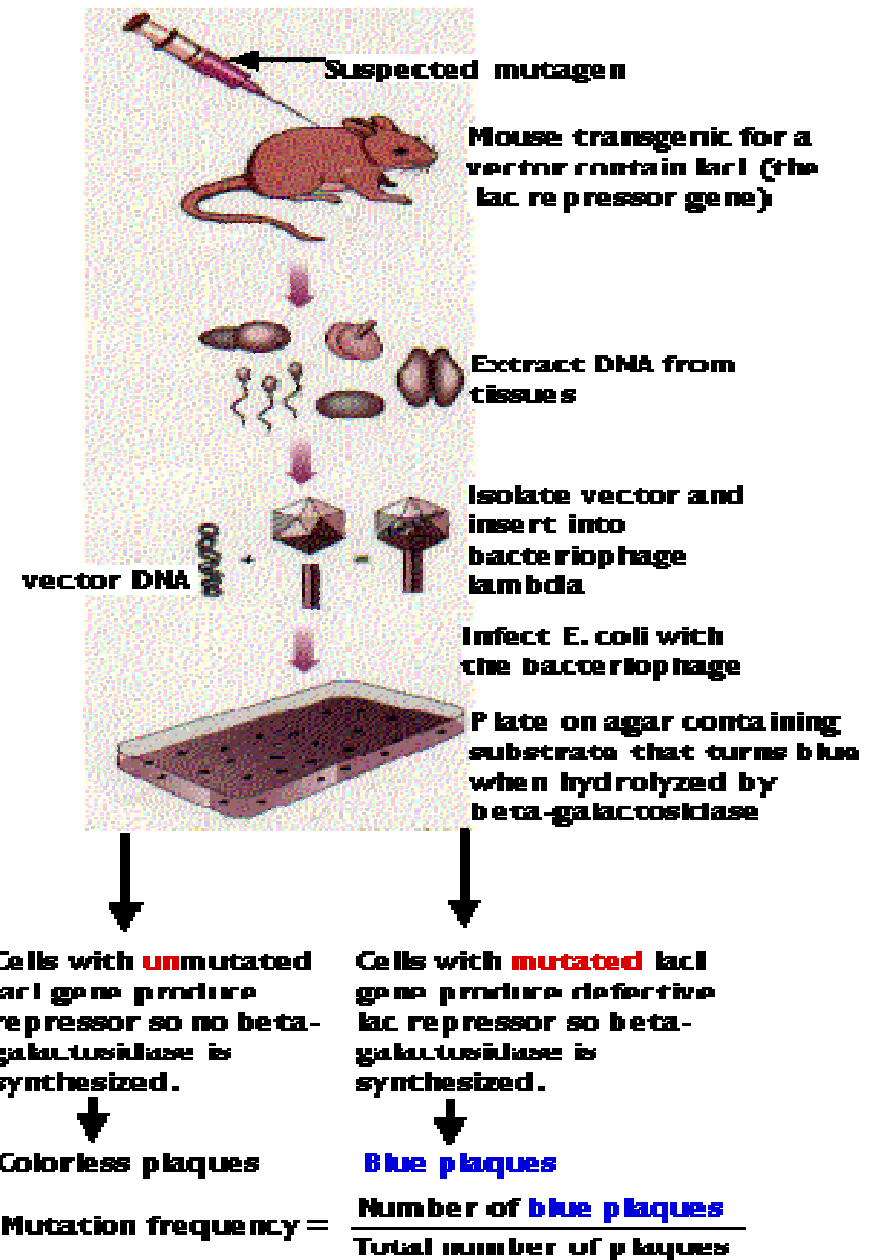 Suspected mutagen
Mouse transgenic for a
vector contain lacI (the
lac repressor gene)
Extract DNA from
tissues
Isolate vector and
insert into
bacteriophage
lambda
vector DNA
+
=
Infect E. coli with
the bacteriophage
Plate on agar containing
substrate that turns blue
when hydrolyzed by
beta-galactosidase
Cells with unmutated
lacI gene produce
repressor so no beta-
galactosidase is
synthesized.
Cells with mutated lacI
gene produce defective
lac repressor so beta-
galactosidase is
synthesized.
Colorless plaques
Blue plaques
Mutation frequency =
Number of blue plaques
Total number of plaques